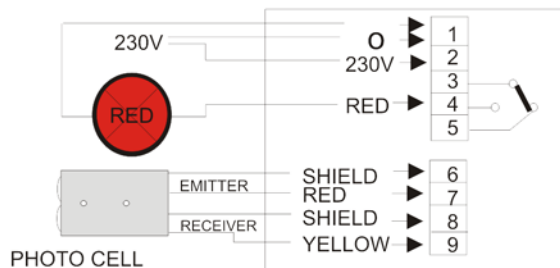 1
230V O
230V 2
3
RED RED 4
5
SHIELD 6
EMITTER RED 7
SHIELD 8
RECEIVER YELLOW 9
PHOTO CELL